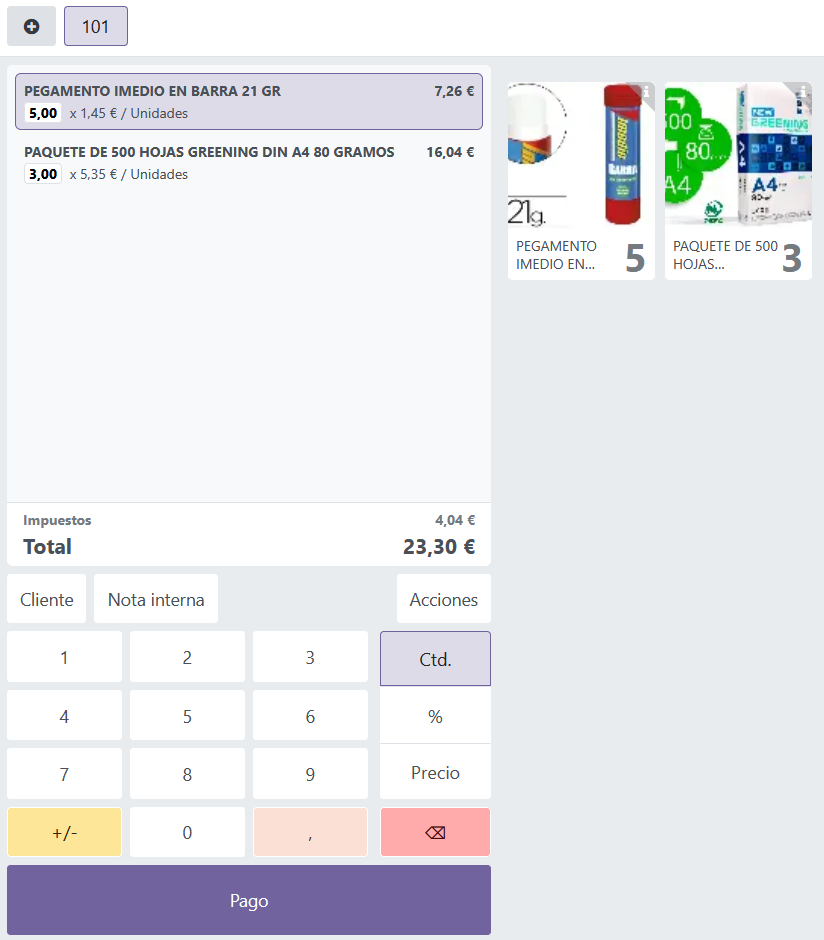 101
PEGAMENTO IMEDIO EN BARRA 21 GR 7,26 €
5,00 x 1,45 € / Unidades
PAQUETE DE 500 HOJAS GREENING DIN A4 80 GRAMOS 16,04 €
3,00 x 5,35 € / Unidades
Impuestos 4,04 €
Total 23,30 €
Cliente Nota interna Acciones
1 2 3 Ctd.
4 5 6 %
7 8 9 Precio
+/- 0 ,
Pago
21g.
PEGAMENTO
IMEDIO EN... 5
GREENING
80
A4
A4
PAQUETE DE 500
HOJAS... 3